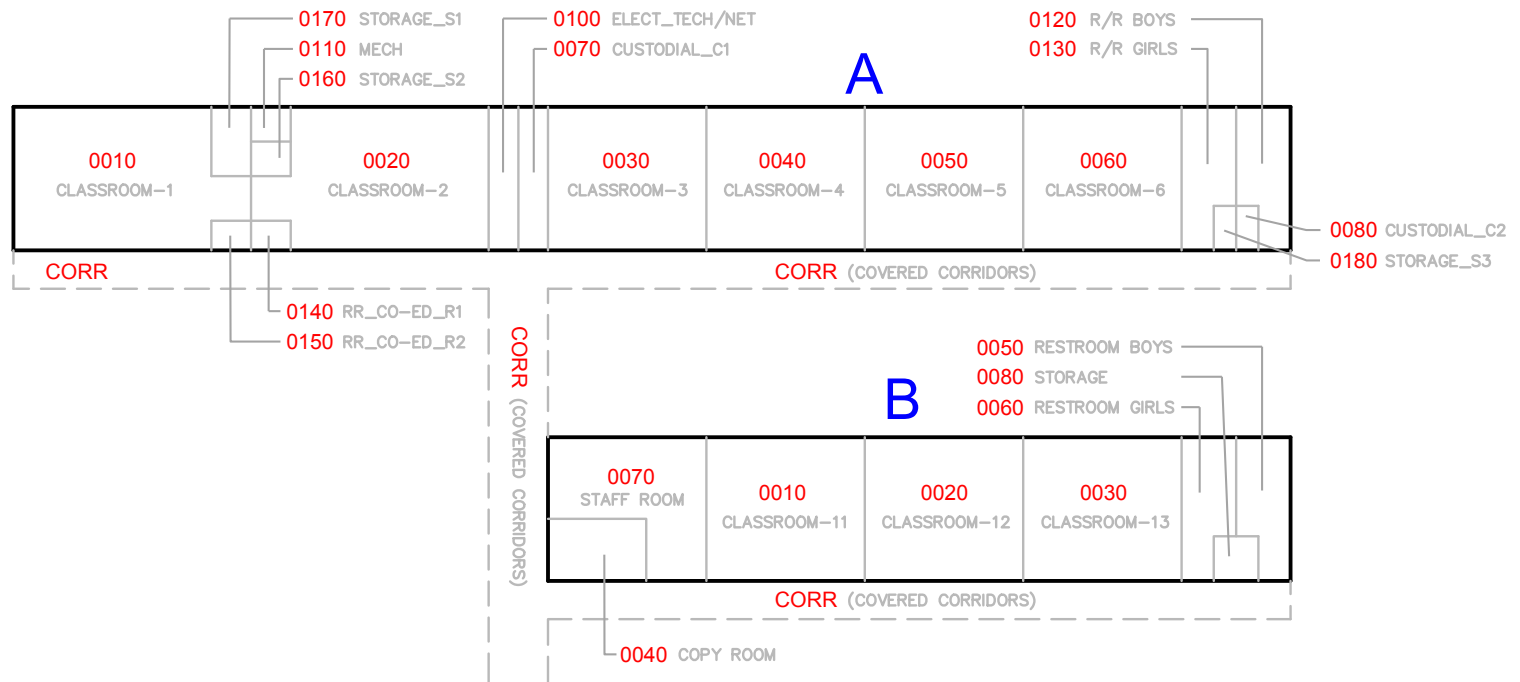 0170 STORAGE_S1
0110 MECH
0160 STORAGE_S2
0100 ELECT_TECH/NET
0070 CUSTODIAL_C1
0120 R/R BOYS
0130 R/R GIRLS
A
0010
CLASSROOM-1
0020
CLASSROOM-2
0030
CLASSROOM-3
0040
CLASSROOM-4
0050
CLASSROOM-5
0060
CLASSROOM-6
0080 CUSTODIAL_C2
0180 STORAGE_S3
CORR
CORR (COVERED CORRIDORS)
0140 RR_CO-ED_R1
0150 RR_CO-ED_R2
CORR (COVERED CORRIDORS)
0050 RESTROOM BOYS
0080 STORAGE
0060 RESTROOM GIRLS
B
0070
STAFF ROOM
0010
CLASSROOM-11
0020
CLASSROOM-12
0030
CLASSROOM-13
CORR (COVERED CORRIDORS)
0040 COPY ROOM